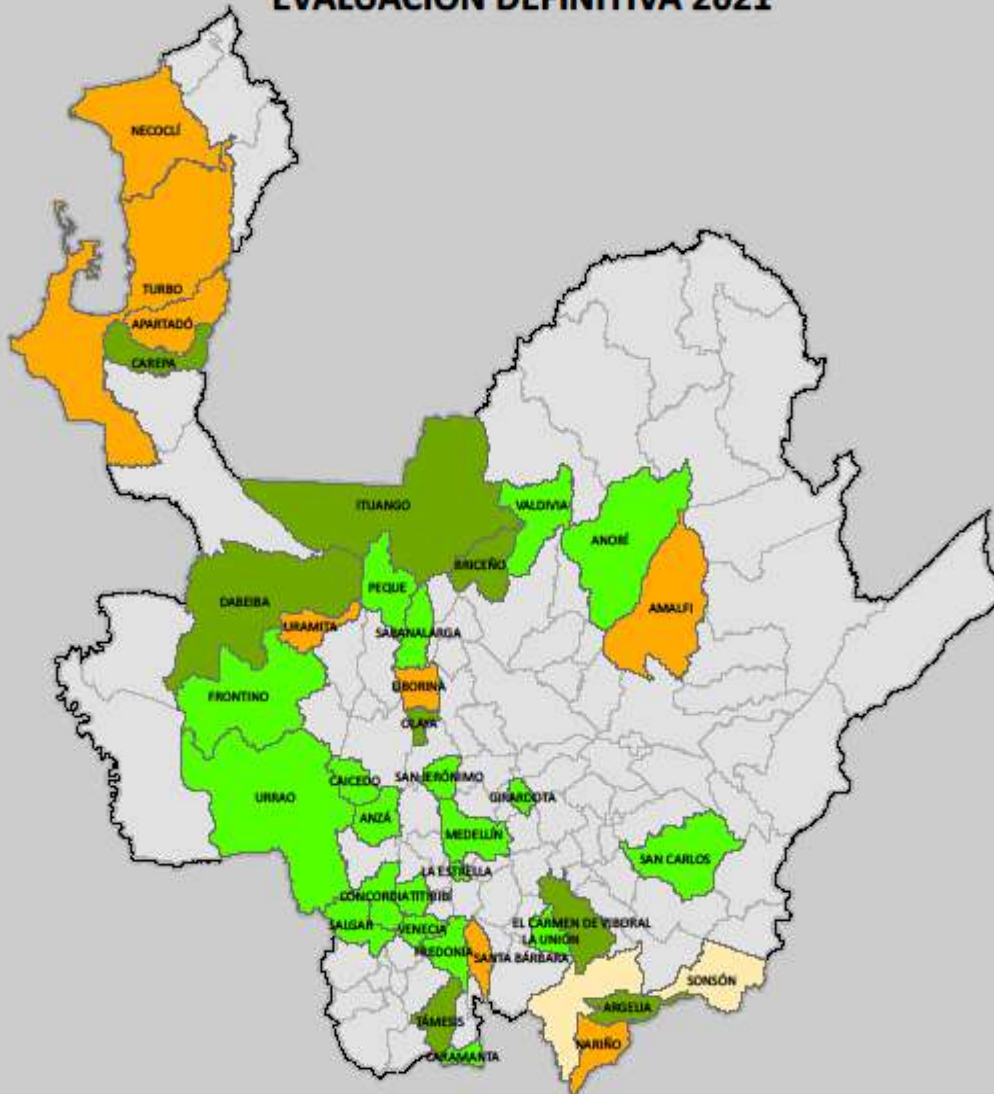 EVALUACIÓN DEFINITIVA 2021
NECOCLÍ
TURBO
APARTADÓ
CAREPA
ITUANGO
VALDIVIA
ANORÍ
BRICEÑO
PEQUE
DABEIBA
AMALFI
URAMITA
SABANALARGA
LIBORINA
FRONTINO
OLAYA
CAICEDO
SAN JERÓNIMO
URRAO
GIRARDOTA
ANZÁ
MEDELLÍN
SAN CARLOS
LA ESTRELLA
CONCORDIA
TITIRIBÍ
SALGAR
VENECIA
EL CARMEN DE VIBORAL
LA UNIÓN
FREDONIA
SANTA BÁRBARA
SONSÓN
ARGELIA
TÁMESIS
NARIÑO
CARAMANTA